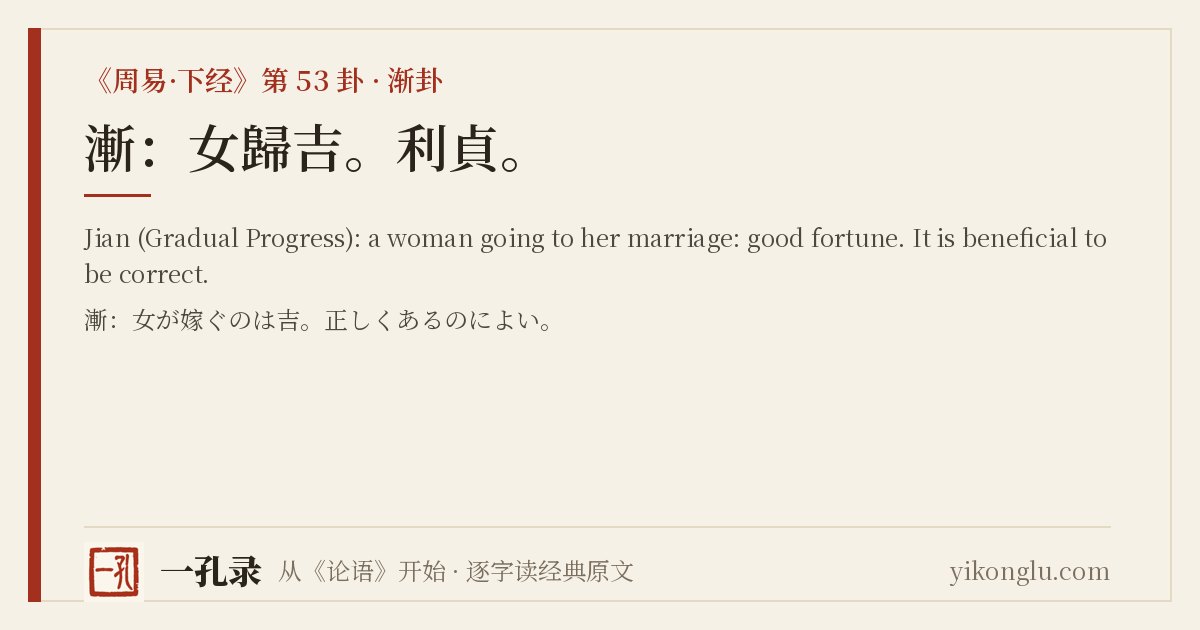 《周易·下经》第 53 卦 · 渐卦
漸：女歸吉。利貞。
Jian (Gradual Progress): a woman going to her marriage: good fortune. It is beneficial to
be correct.
漸：女が嫁ぐのは吉。正しくあるのによい。
一孔
一孔录 从《论语》开始 · 逐字读经典原文 yikonglu.com